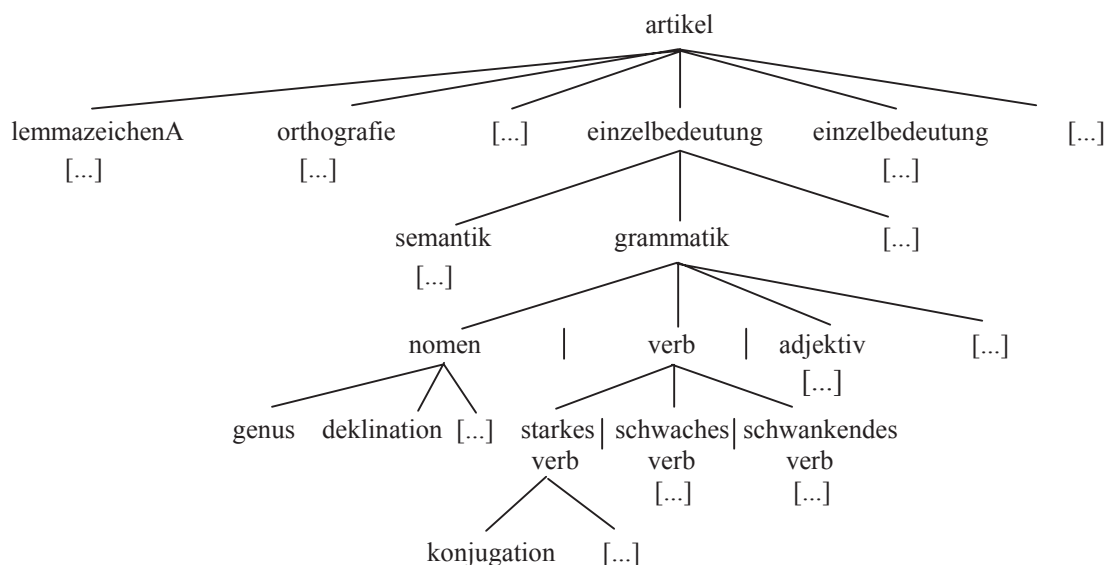 artikel
lemmazeichenA orthografie [...] einzelbedeutung einzelbedeutung [...]
[...] [...] [...]
semantik grammatik [...]
[...]
nomen | verb | adjektiv [...]
[...]
genus deklination [...] starkes | schwaches | schwankendes
verb verb verb
[...] [...]
konjugation [...]